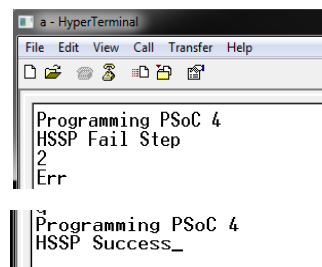 a - HyperTerminal
File Edit View Call Transfer Help
Programming PSoC 4
HSSP Fail Step
2
Err
Programming PSoC 4
HSSP Success_